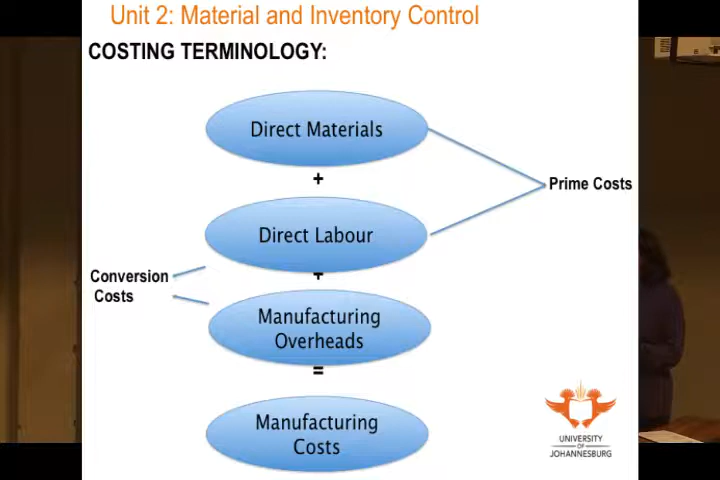 Unit 2: Material and Inventory Control
COSTING TERMINOLOGY:
Direct Materials
+
Prime Costs
Direct Labour
+
Conversion
Costs
Manufacturing
Overheads
=
Manufacturing
Costs
UNIVERSITY
OF
JOHANNESBURG